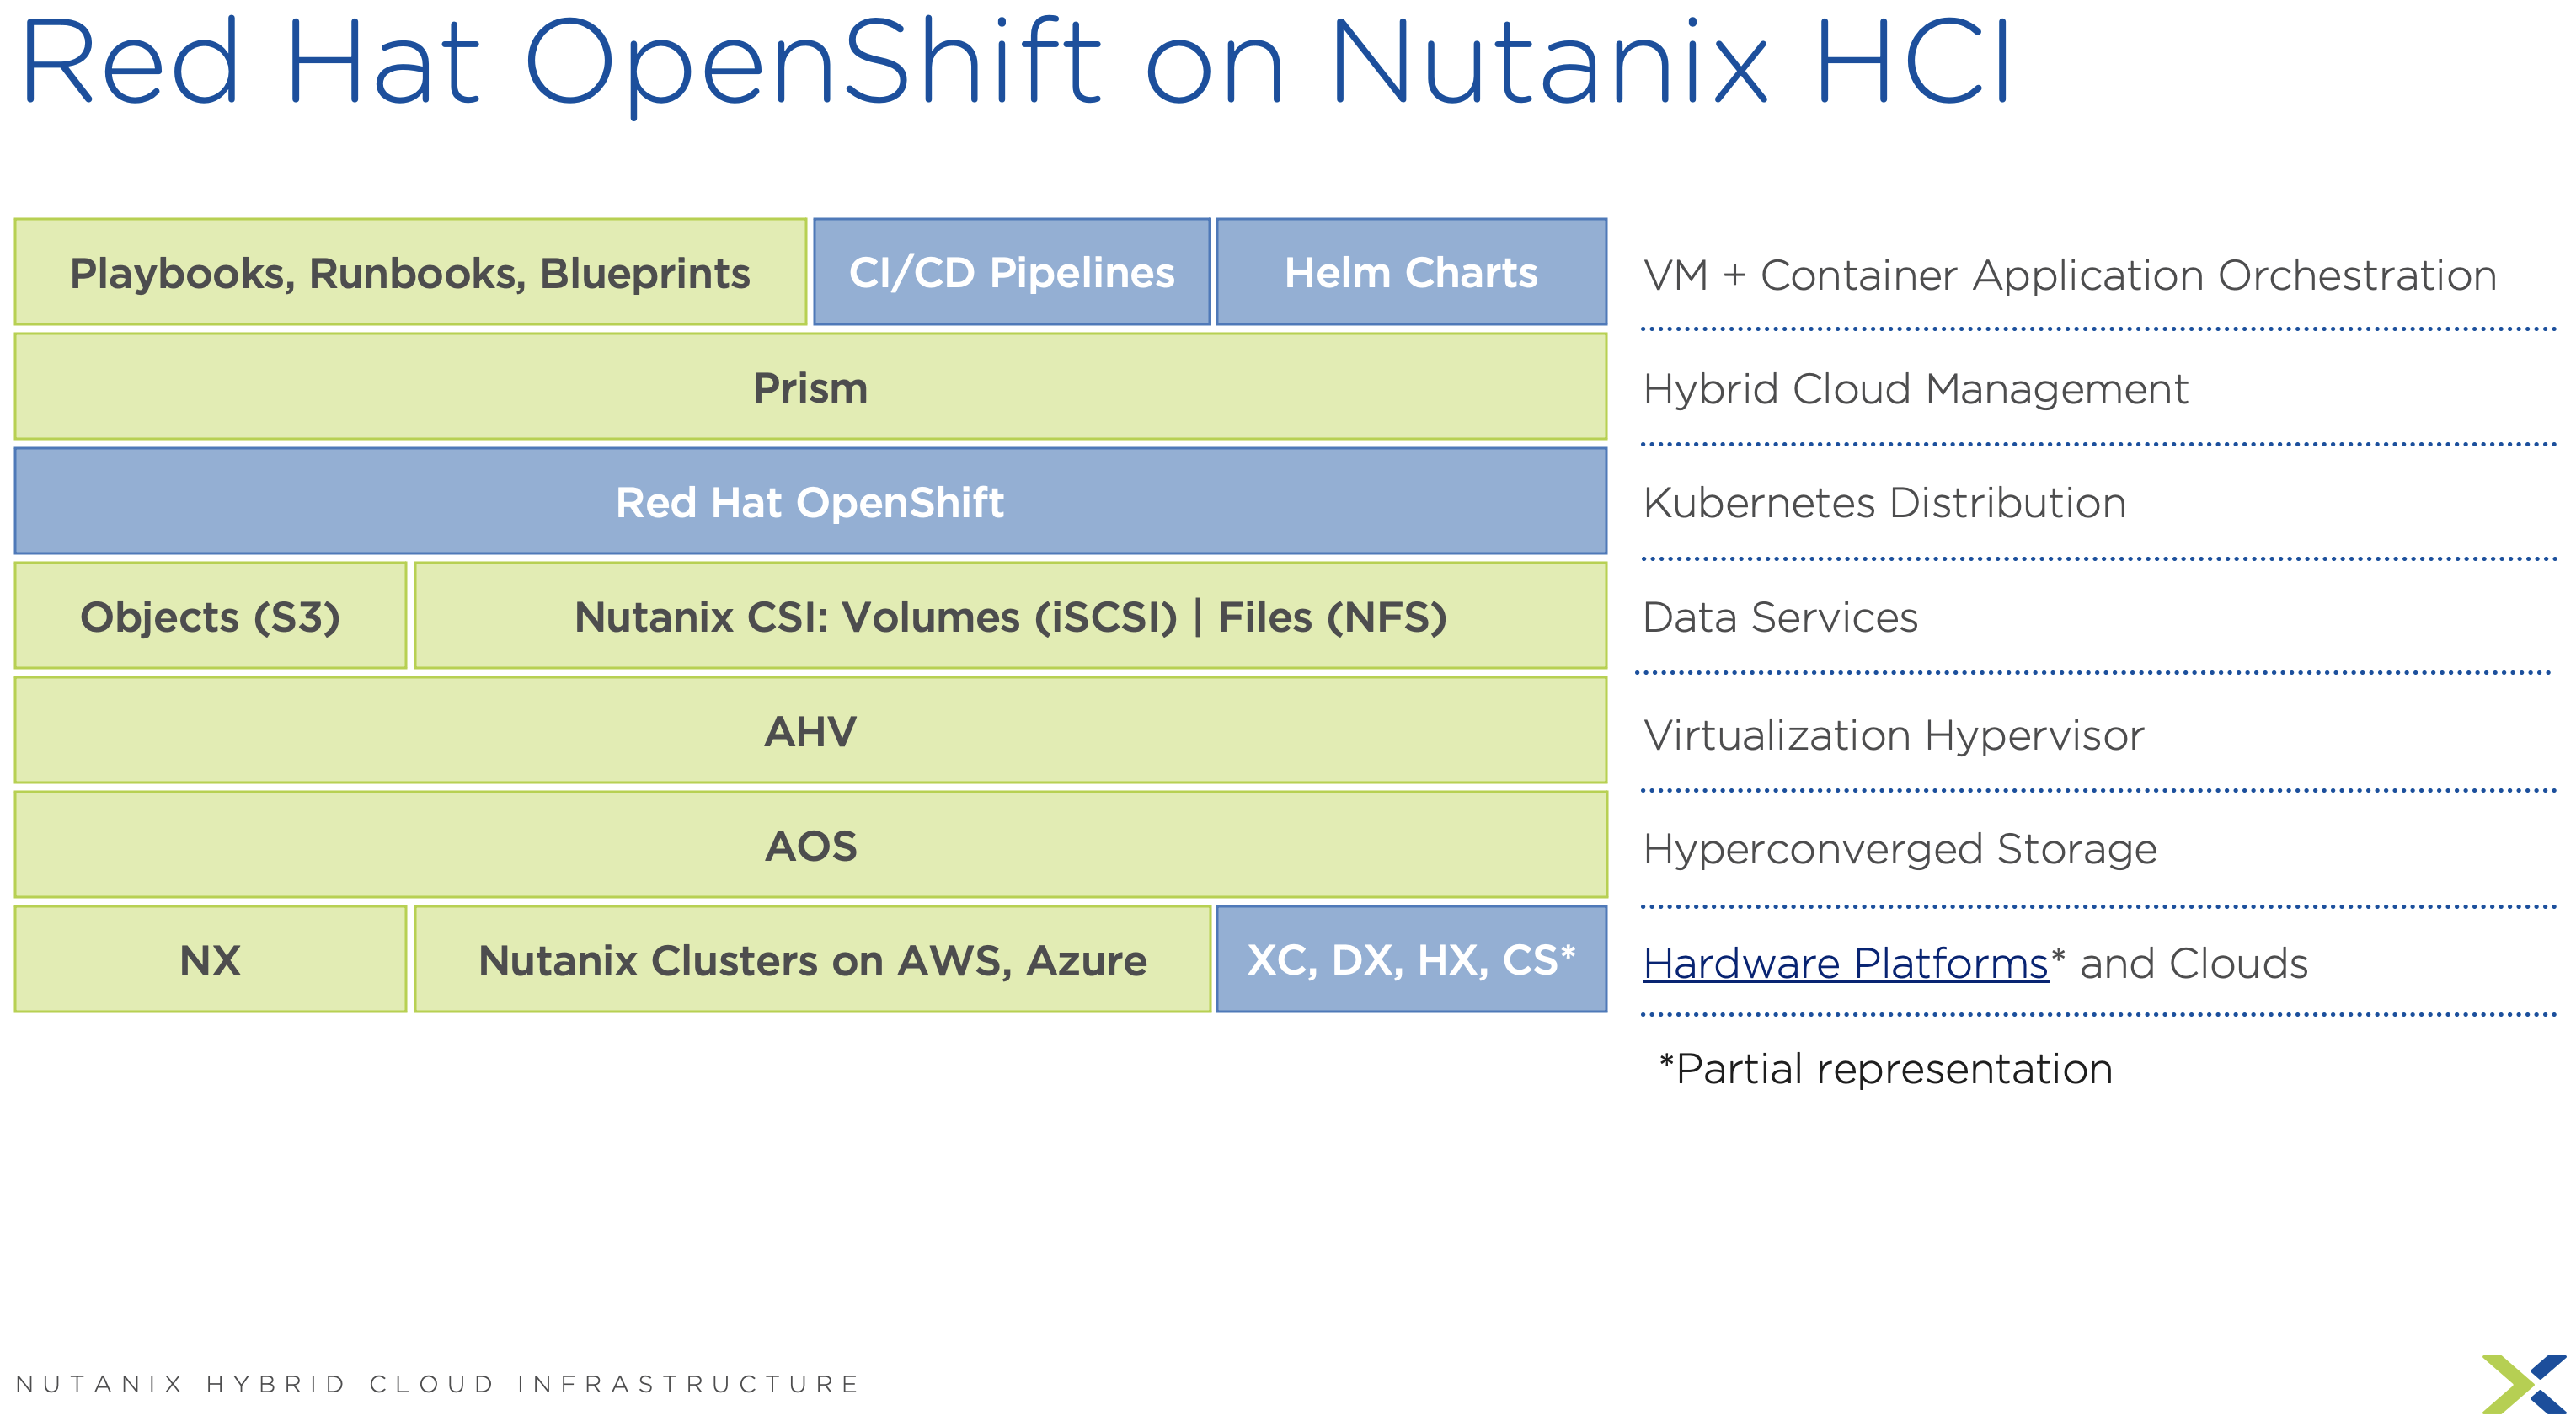 Red Hat OpenShift on Nutanix HCI
Playbooks, Runbooks, Blueprints
CI/CD Pipelines
Helm Charts
VM + Container Application Orchestration
Prism
Hybrid Cloud Management
Red Hat OpenShift
Kubernetes Distribution
Objects (S3)
Nutanix CSI: Volumes (iSCSI) | Files (NFS)
Data Services
AHV
Virtualization Hypervisor
AOS
Hyperconverged Storage
NX
Nutanix Clusters on AWS, Azure
XC, DX, HX, CS*
Hardware Platforms* and Clouds
*Partial representation
NUTANIX HYBRID CLOUD INFRASTRUCTURE